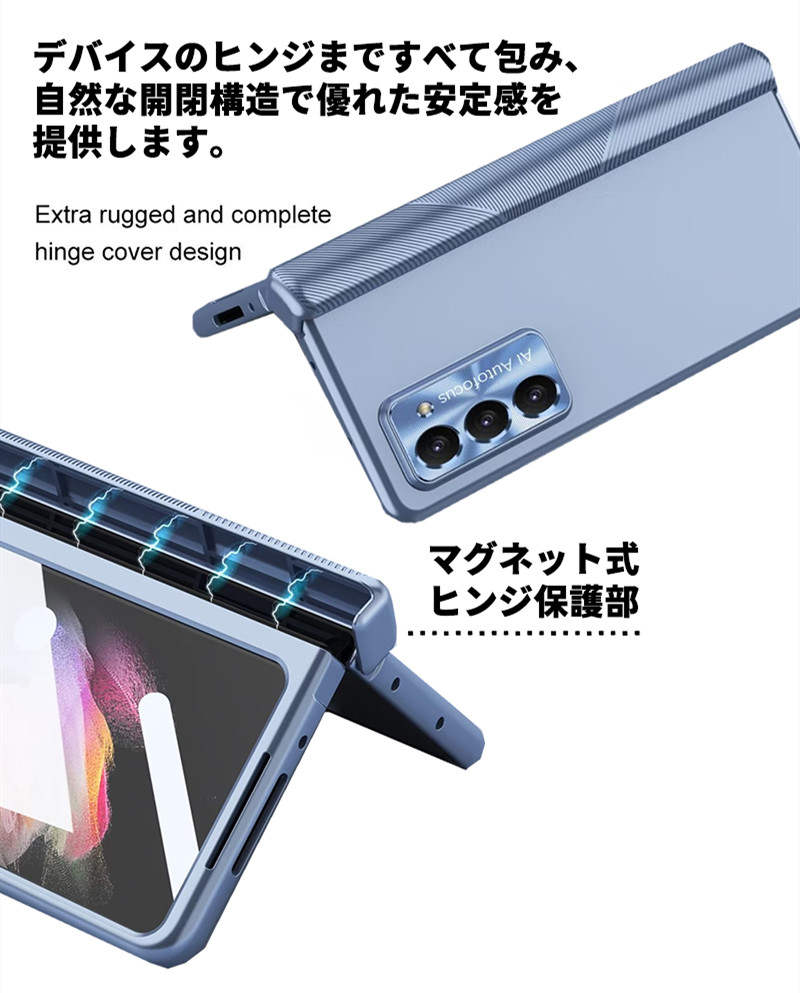 デバイスのヒンジまですべて包み、
自然な開閉構造で優れた安定感を
提供します。
Extra rugged and complete
hinge cover design
AI Autofocus
マグネット式
ヒンジ保護部